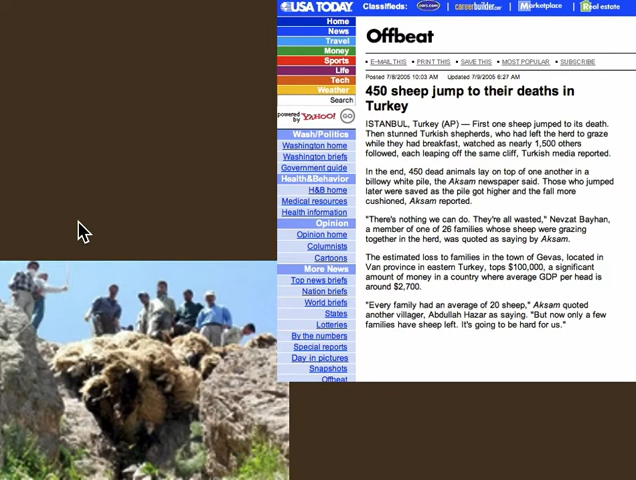 USA TODAY
Classifieds:
cars.com
careerbuilder
Marketplace
Real estate
Home
News
Travel
Money
Sports
Life
Tech
Weather
Search
powered by YAHOO! GO
Wash/Politics
Washington home
Washington briefs
Government guide
Health&Behavior
H&B home
Medical resources
Health information
Opinion
Opinion home
Columnists
Cartoons
More News
Top news briefs
Nation briefs
World briefs
States
Lotteries
By the numbers
Special reports
Day in pictures
Snapshots
Offbeat
Offbeat
• E-MAIL THIS • PRINT THIS • SAVE THIS • MOST POPULAR • SUBSCRIBE
Posted 7/8/2005 10:03 AM Updated 7/9/2005 6:27 AM
450 sheep jump to their deaths in
Turkey
ISTANBUL, Turkey (AP) — First one sheep jumped to its death.
Then stunned Turkish shepherds, who had left the herd to graze
while they had breakfast, watched as nearly 1,500 others
followed, each leaping off the same cliff, Turkish media reported.
In the end, 450 dead animals lay on top of one another in a
billowy white pile, the Aksam newspaper said. Those who jumped
later were saved as the pile got higher and the fall more
cushioned, Aksam reported.
"There's nothing we can do. They're all wasted," Nevzat Bayhan,
a member of one of 26 families whose sheep were grazing
together in the herd, was quoted as saying by Aksam.
The estimated loss to families in the town of Gevas, located in
Van province in eastern Turkey, tops $100,000, a significant
amount of money in a country where average GDP per head is
around $2,700.
"Every family had an average of 20 sheep," Aksam quoted
another villager, Abdullah Hazar as saying. "But now only a few
families have sheep left. It's going to be hard for us."